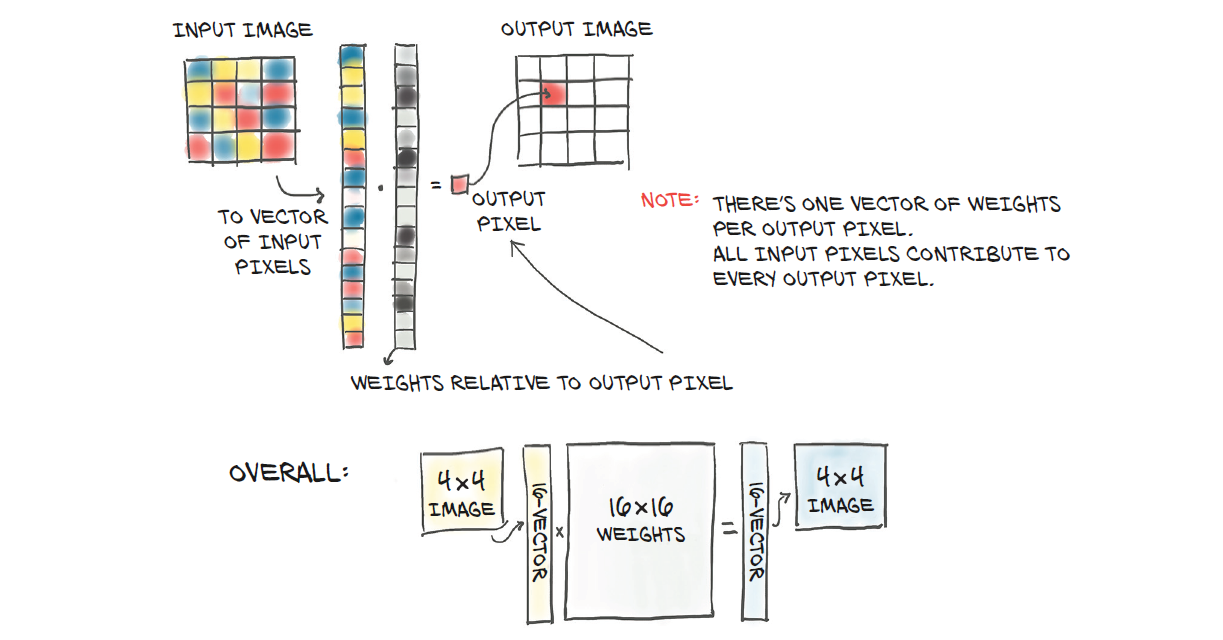 INPUT IMAGE
OUTPUT IMAGE
TO VECTOR
OF INPUT
PIXELS
.
=
OUTPUT
PIXEL
NOTE: THERE'S ONE VECTOR OF WEIGHTS
PER OUTPUT PIXEL.
ALL INPUT PIXELS CONTRIBUTE TO
EVERY OUTPUT PIXEL.
WEIGHTS RELATIVE TO OUTPUT PIXEL
OVERALL:
4×4
IMAGE
16-VECTOR
×
16×16
WEIGHTS
=
16-VECTOR
4×4
IMAGE